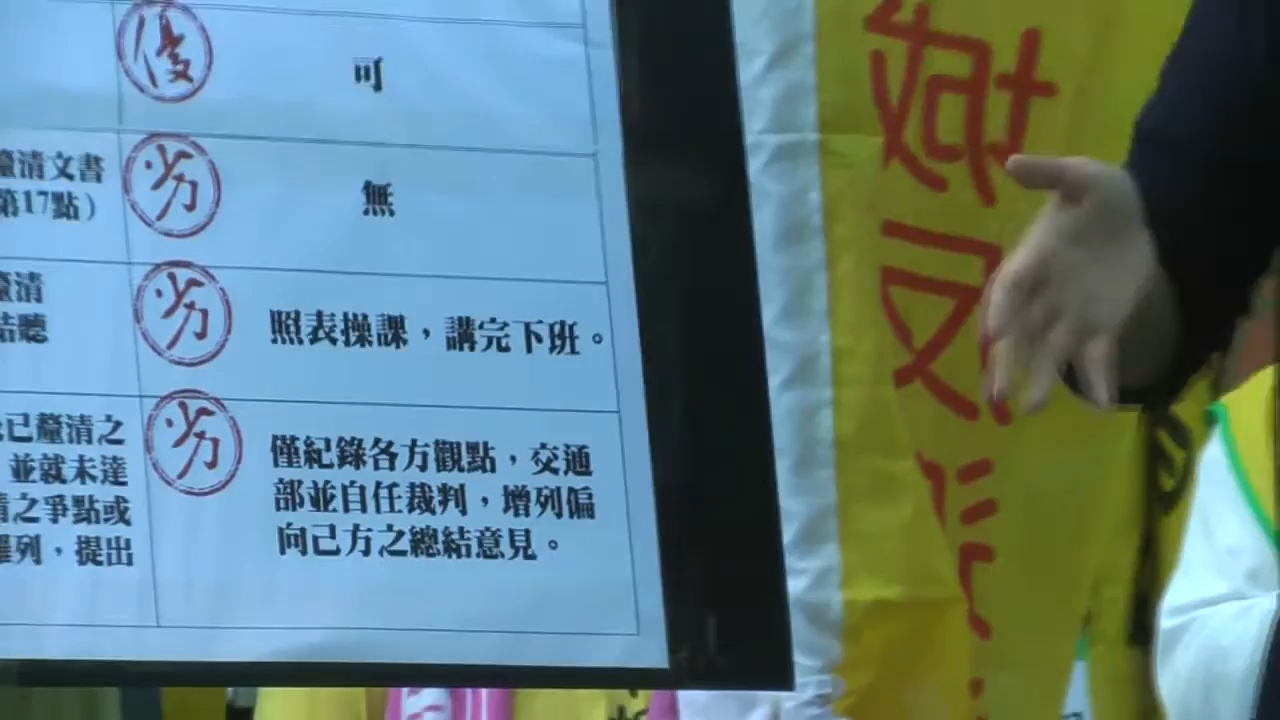 優 可
釐清文書 劣 無
第17點）
釐清 劣 照表操課，講完下班。
結聽
已釐清之 劣 僅紀錄各方觀點，交通
並就未達 部並自任裁判，增列偏
清之爭點或 向己方之總結意見。
羅列，提出
反